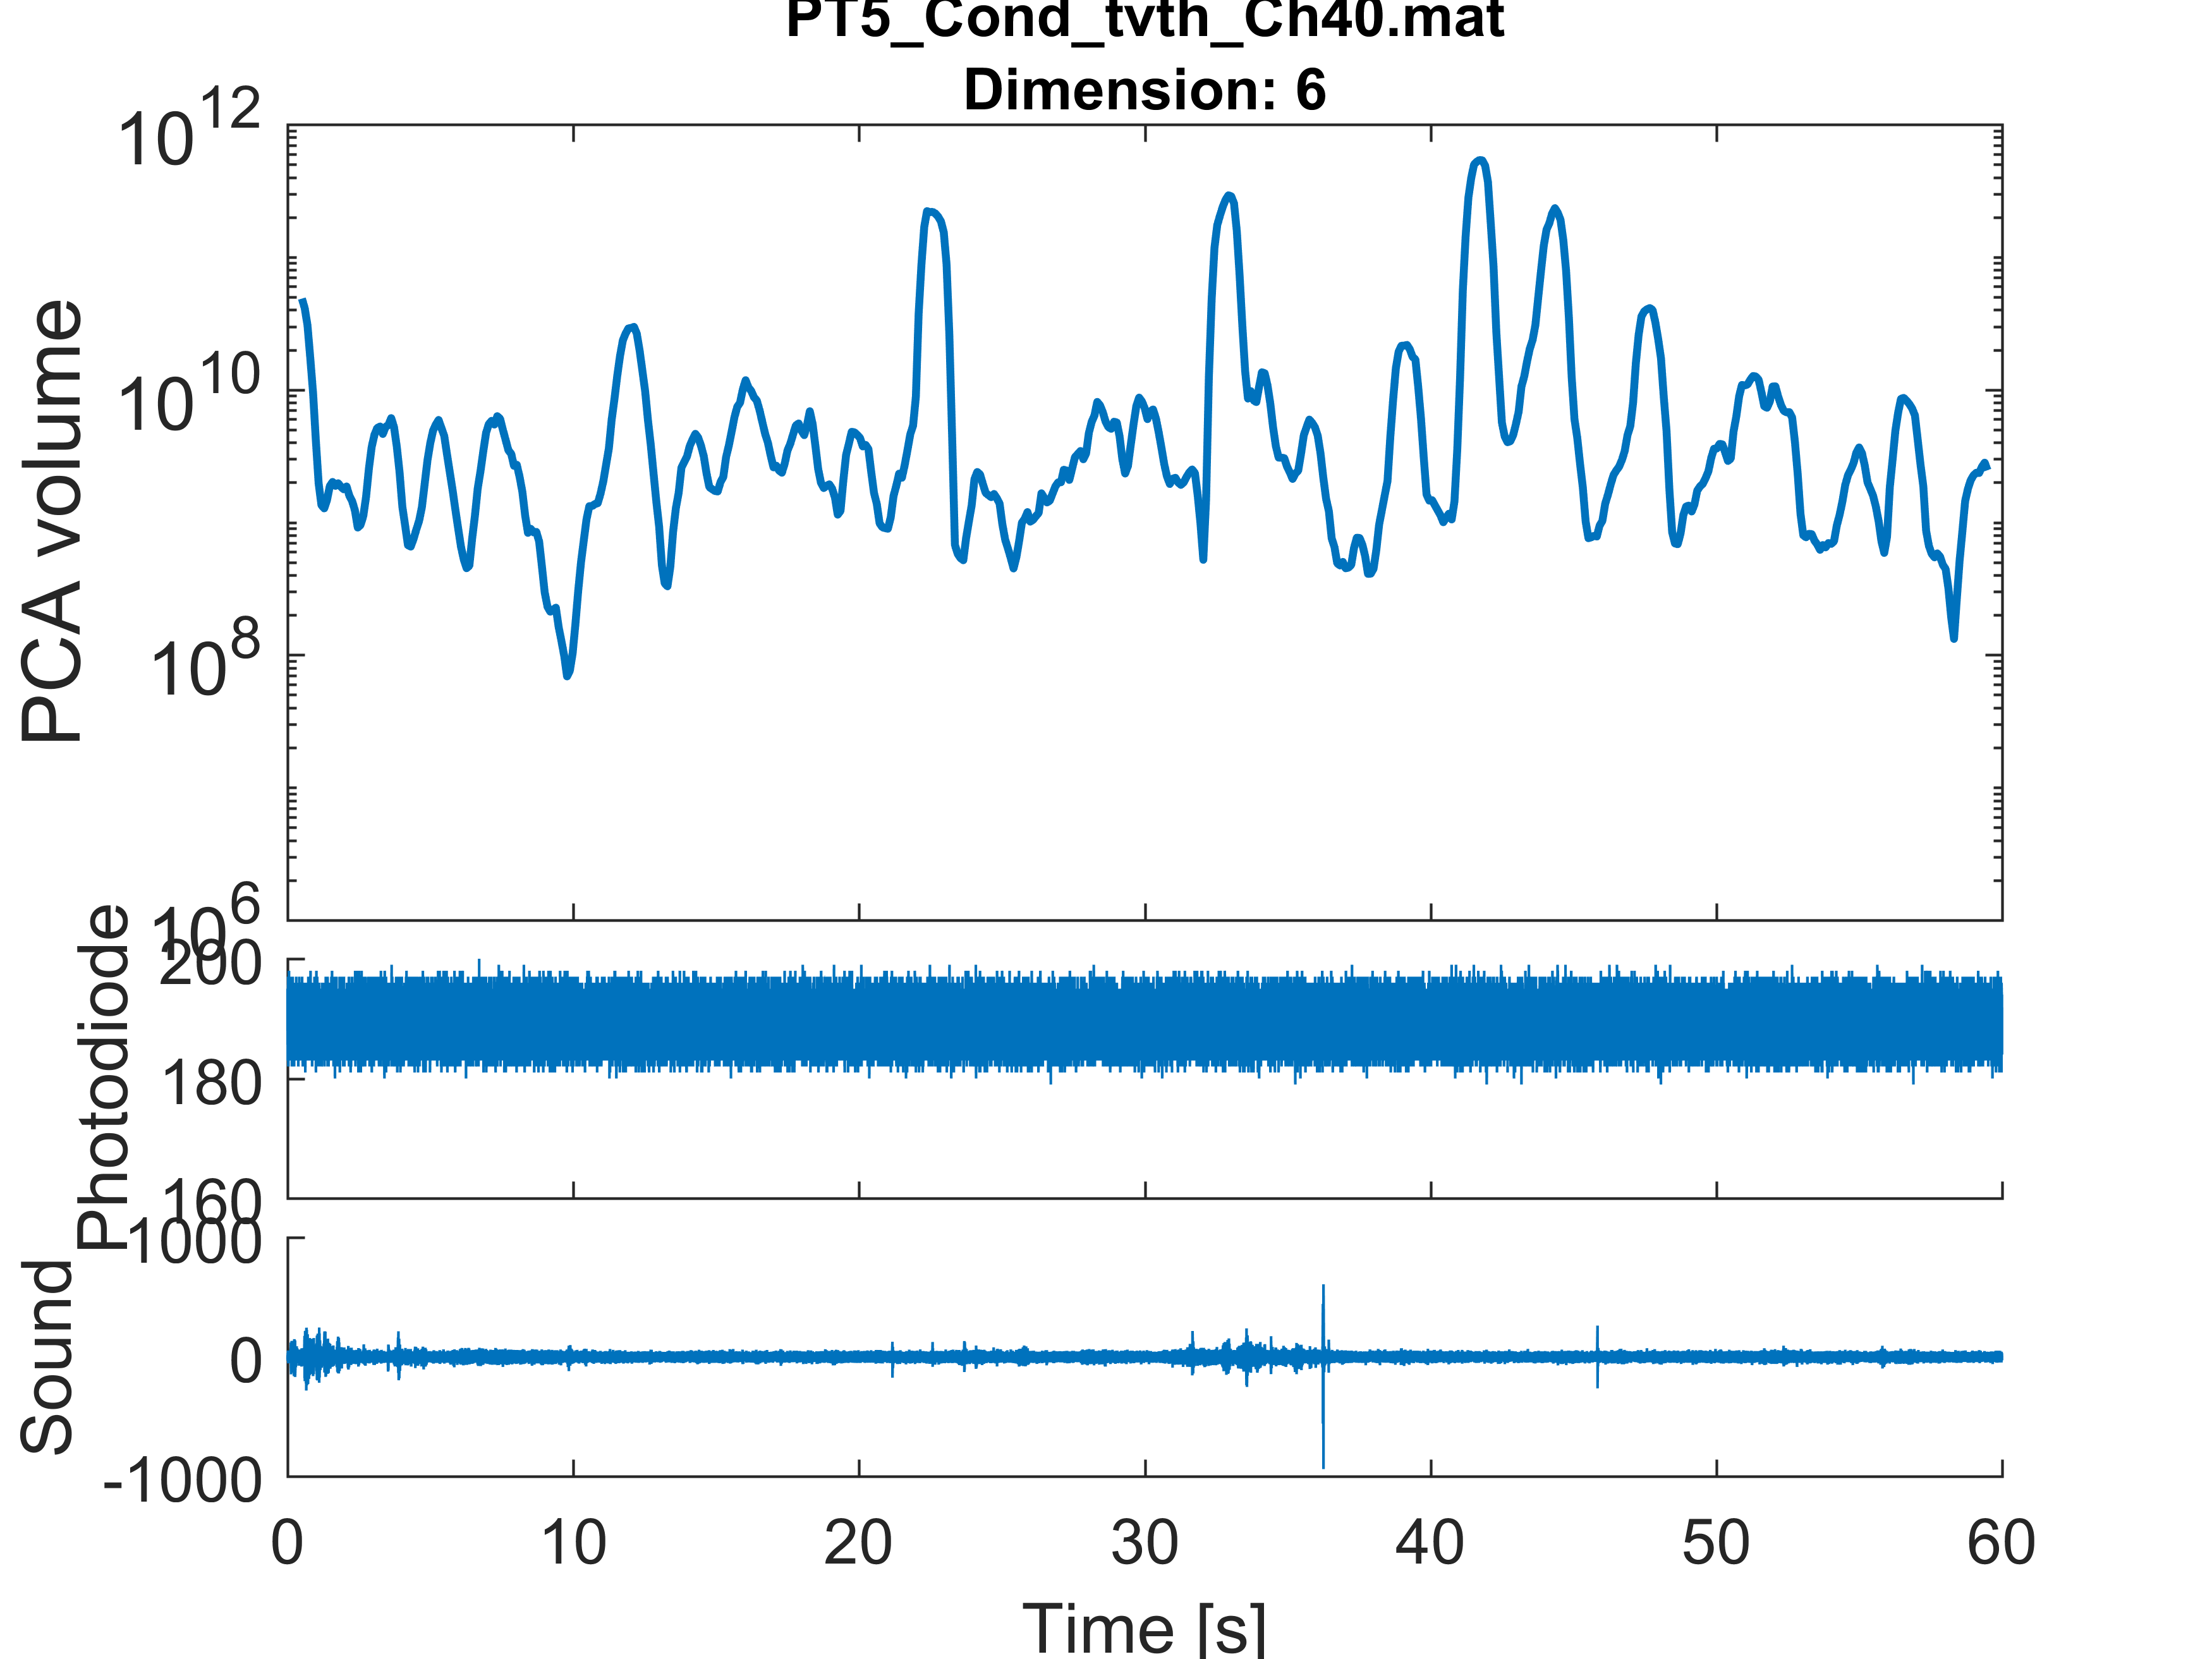 PT5_Cond_tvth_Ch40.mat
Dimension: 6
PCA volume
10^12
10^10
10^8
10^6
Photodiode
200
180
160
Sound
1000
0
-1000
0 10 20 30 40 50 60
Time [s]